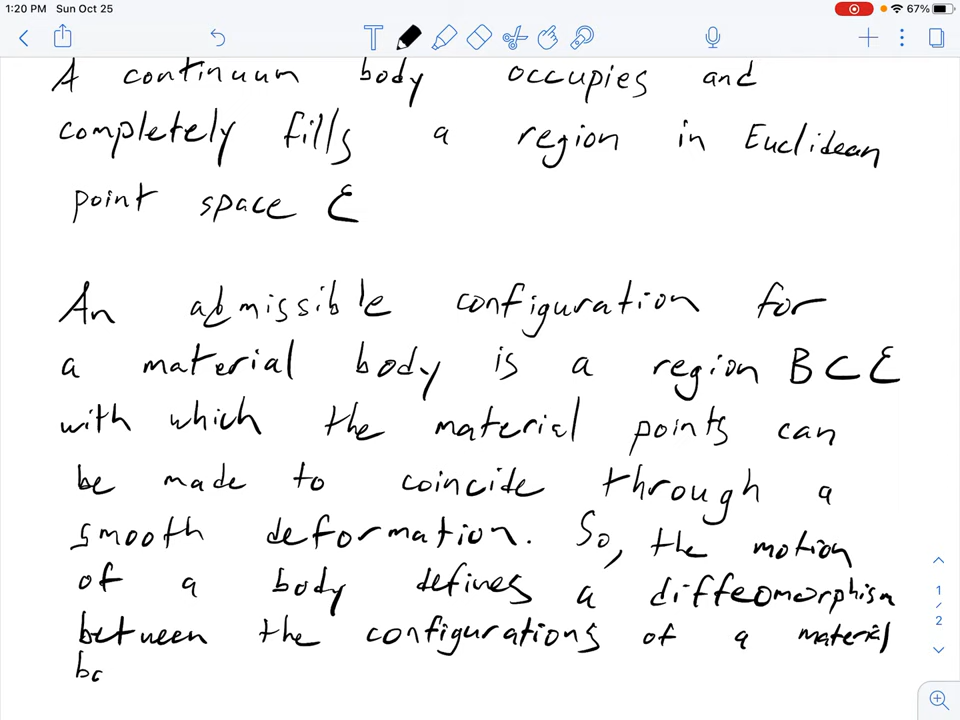 1:20 PM Sun Oct 25 67%
A continuum body occupies and
completely fills a region in Euclidean
point space ℰ
An admissible configuration for
a material body is a region B ⊂ ℰ
with which the material points can
be made to coincide through a
smooth deformation. So, the motion
of a body defines a diffeomorphism
between the configurations of a material
bo
1
/
2